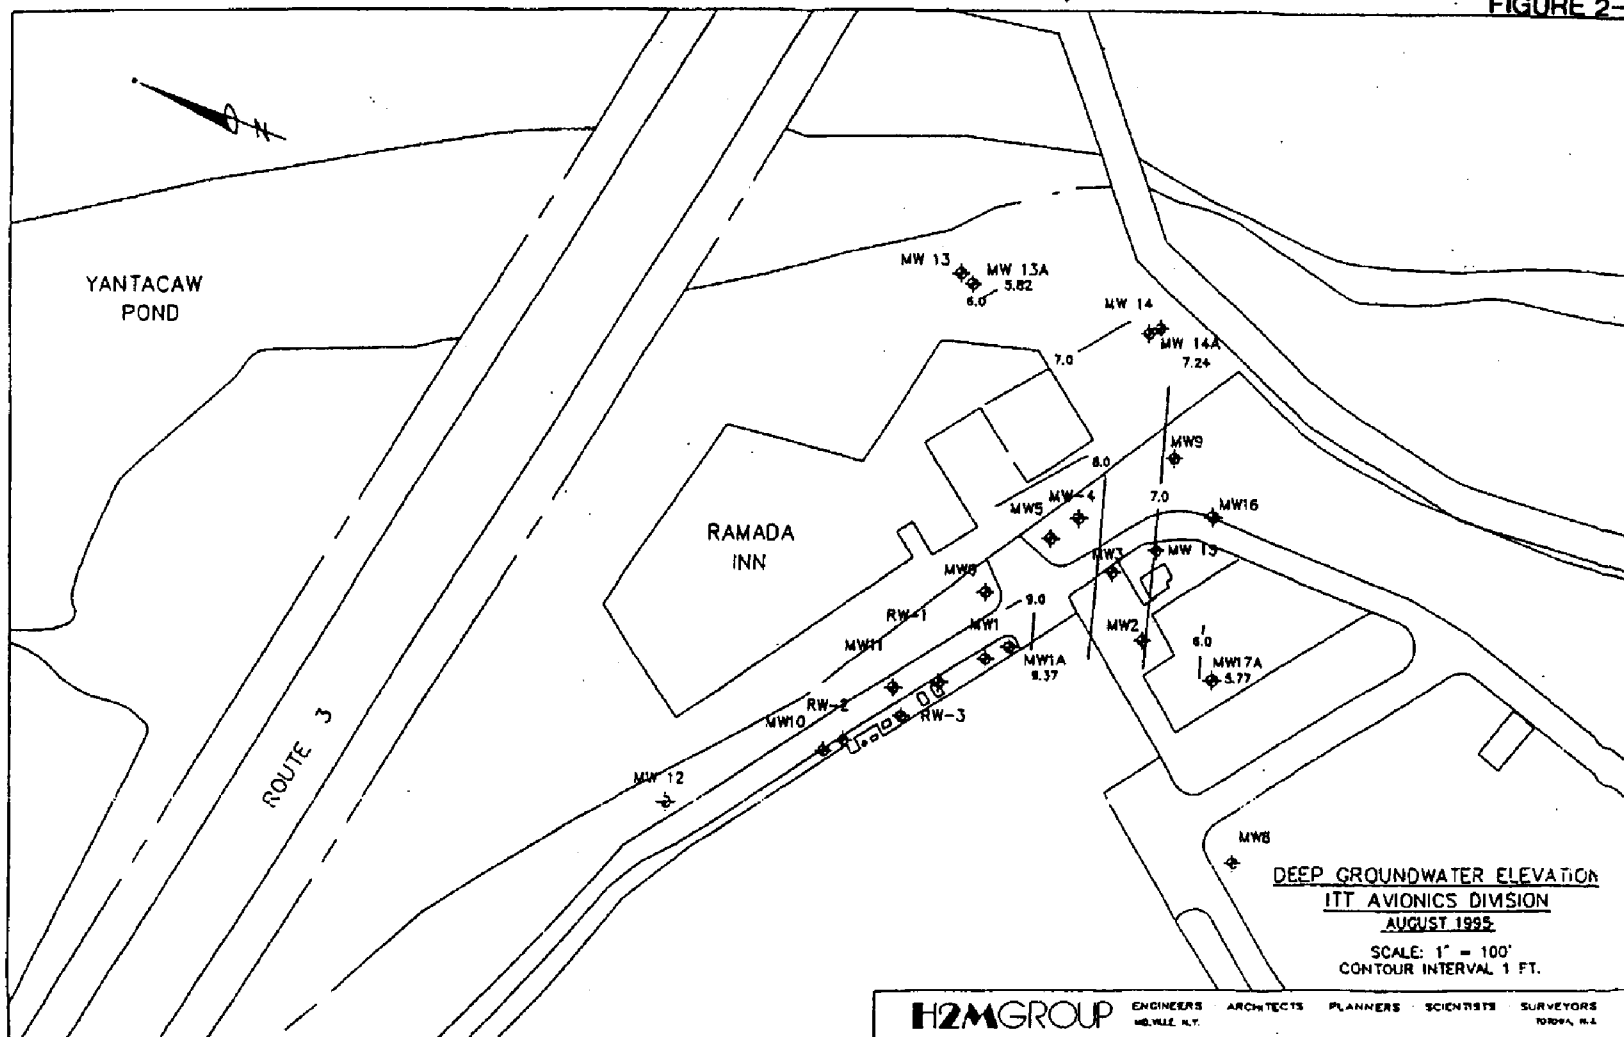 FIGURE 2-
N
YANTACAW
POND
MW 13
MW 13A
5.82
6.0
MW 14
MW 14A
7.24
7.0
MW9
8.0
MW-4
MW5
7.0
MW16
RAMADA
INN
MW3
MW 15
MW6
9.0
RW-1
MW1
MW2
MW11
MW1A
9.37
6.0
MW17A
5.77
RW-2
MW10
RW-3
ROUTE 3
MW 12
MW8
DEEP GROUNDWATER ELEVATION
ITT AVIONICS DIVISION
AUGUST 1995
SCALE: 1" = 100'
CONTOUR INTERVAL 1 FT.
H2MGROUP
ENGINEERS ARCHITECTS PLANNERS SCIENTISTS SURVEYORS
MELVILLE, N.Y. TOTOWA, N.J.